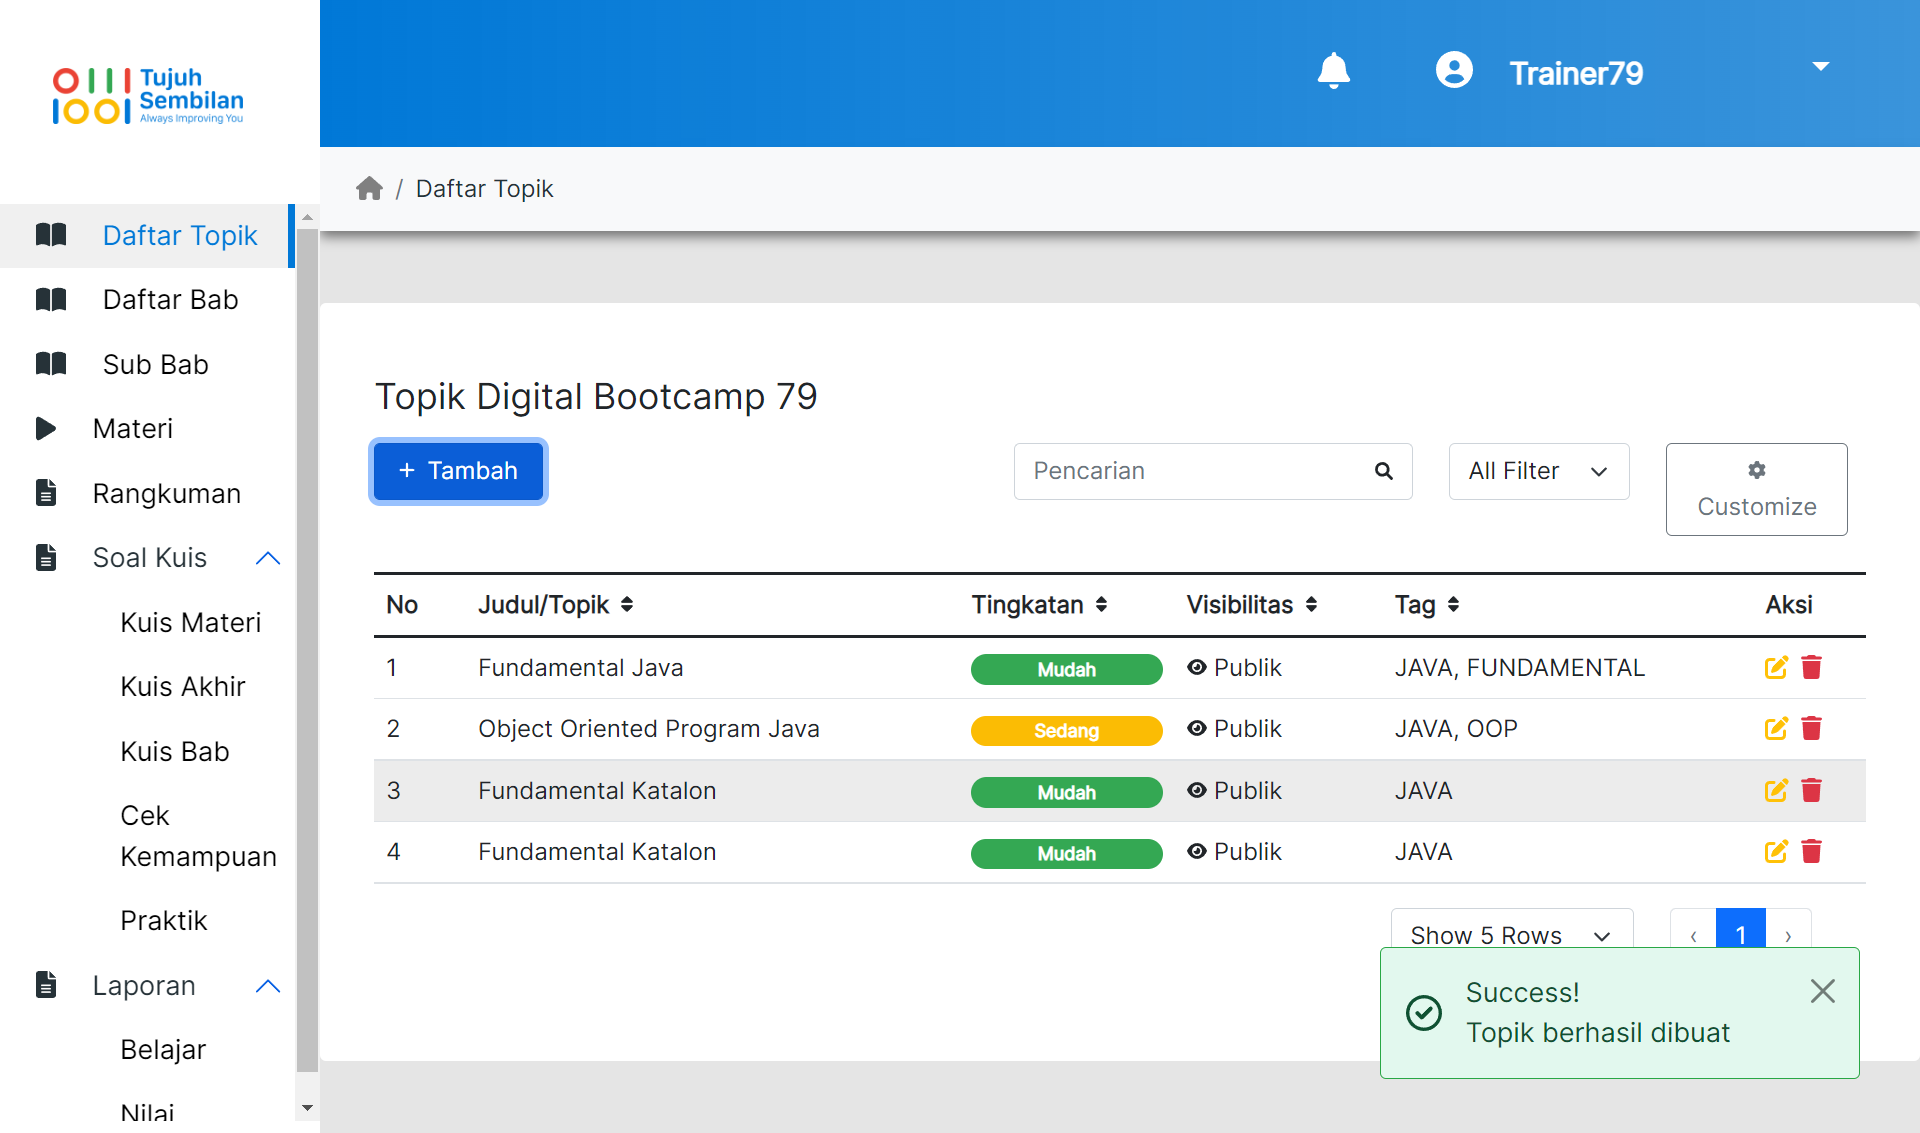 Tujuh
Sembilan
Always Improving You
Trainer79
/ Daftar Topik
Daftar Topik
Daftar Bab
Sub Bab
Materi
Rangkuman
Soal Kuis
Kuis Materi
Kuis Akhir
Kuis Bab
Cek
Kemampuan
Praktik
Laporan
Belajar
Nilai
Topik Digital Bootcamp 79
+ Tambah
Pencarian
All Filter
Customize
No Judul/Topik Tingkatan Visibilitas Tag Aksi
1 Fundamental Java Mudah Publik JAVA, FUNDAMENTAL
2 Object Oriented Program Java Sedang Publik JAVA, OOP
3 Fundamental Katalon Mudah Publik JAVA
4 Fundamental Katalon Mudah Publik JAVA
Show 5 Rows ‹ 1 ›
Success!
Topik berhasil dibuat